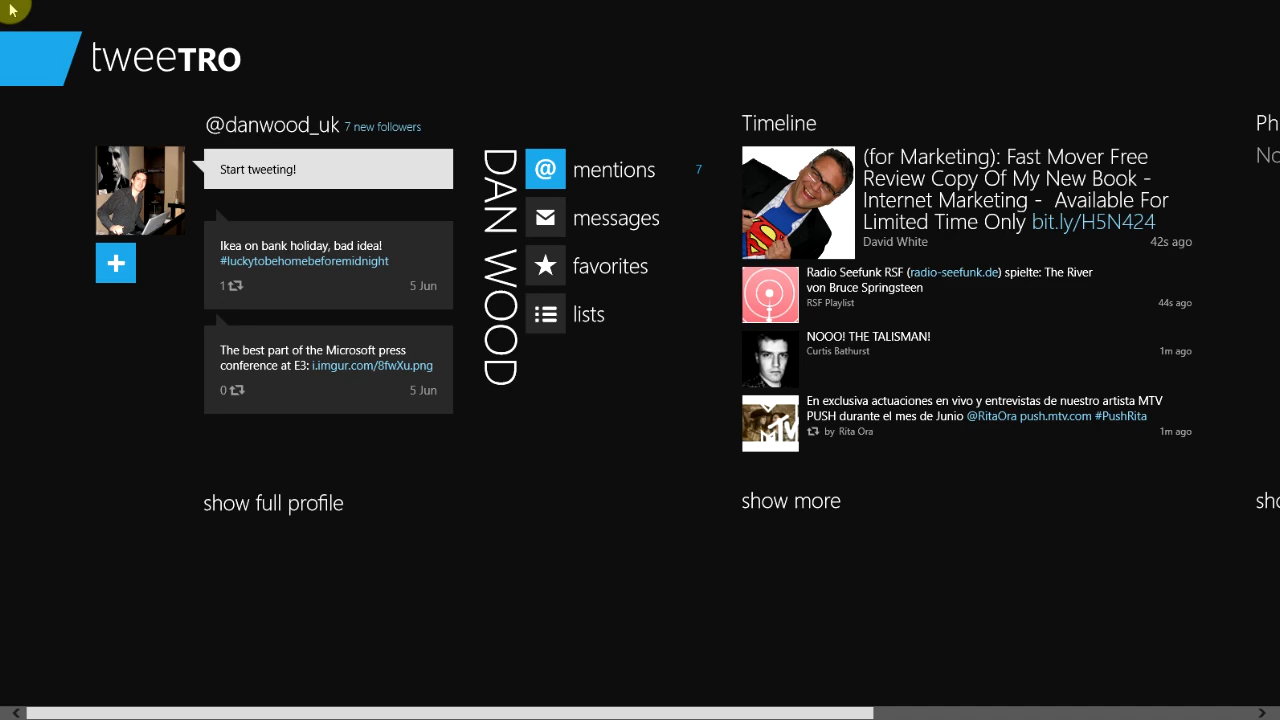 tweeTRO
@danwood_uk 7 new followers
Start tweeting!
Ikea on bank holiday, bad idea!
#luckytobehomebeforemidnight
1
5 Jun
The best part of the Microsoft press
conference at E3: i.imgur.com/8fwXu.png
0
5 Jun
show full profile
DAN WOOD
@ mentions 7
messages
favorites
lists
Timeline
(for Marketing): Fast Mover Free
Review Copy Of My New Book -
Internet Marketing - Available For
Limited Time Only bit.ly/H5N424
David White 42s ago
Radio Seefunk RSF (radio-seefunk.de) spielte: The River
von Bruce Springsteen
RSF Playlist 44s ago
NOOO! THE TALISMAN!
Curtis Bathurst 1m ago
En exclusiva actuaciones en vivo y entrevistas de nuestro artista MTV
PUSH durante el mes de Junio @RitaOra push.mtv.com #PushRita
by Rita Ora 1m ago
MTV
show more
Ph
No
sho